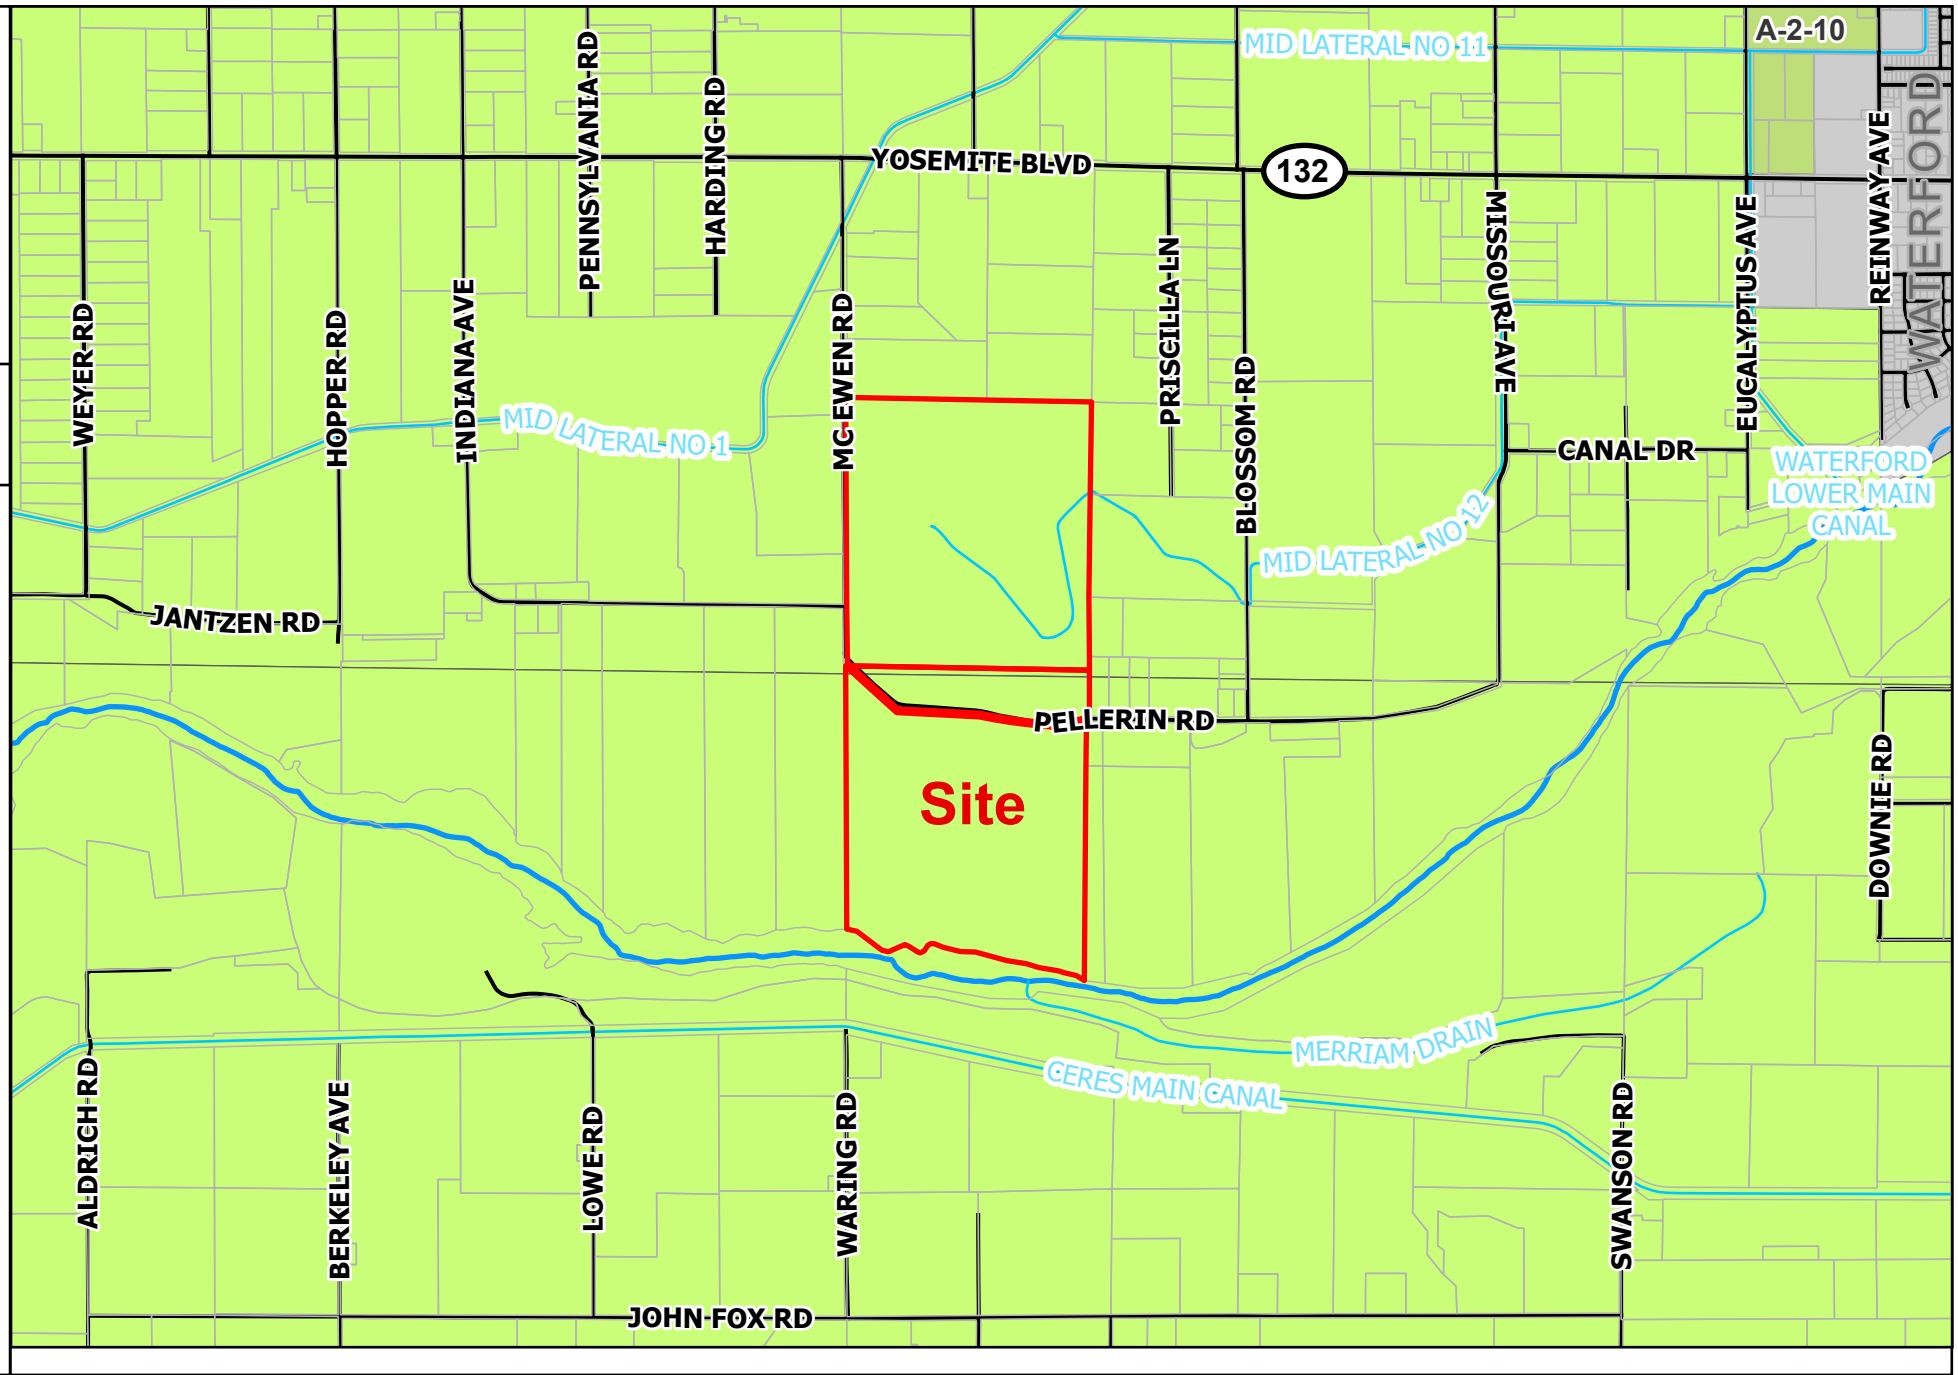 A-2-10
MID LATERAL NO 11
WATERFORD
PENNSYLVANIA RD
HARDING RD
YOSEMITE BLVD
132
REINWAY AVE
WEYER RD
HOPPER RD
INDIANA AVE
MC EWEN RD
PRISCILLA LN
BLOSSOM RD
MISSOURI AVE
EUCALYPTUS AVE
MID LATERAL NO 1
CANAL DR
WATERFORD
LOWER MAIN
CANAL
MID LATERAL NO 12
JANTZEN RD
PELLERIN RD
Site
DOWNIE RD
MERRIAM DRAIN
CERES MAIN CANAL
ALDRICH RD
BERKELEY AVE
LOWE RD
WARING RD
SWANSON RD
JOHN FOX RD